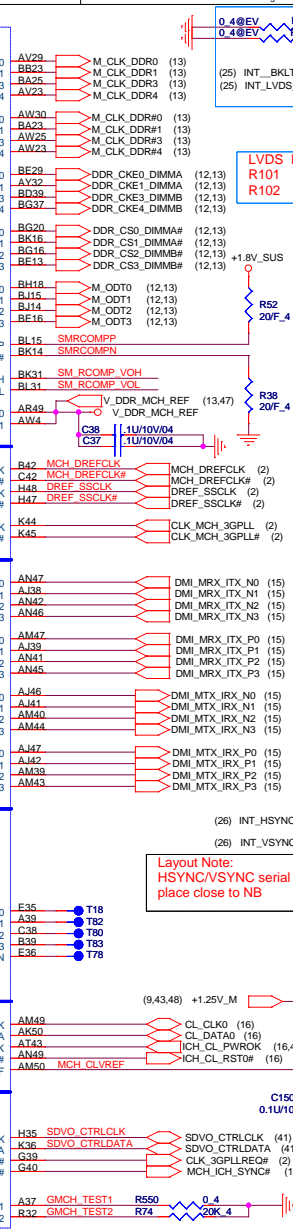 0_4@EV
0_4@EV
AV29 M_CLK_DDR0 (13)
BB23 M_CLK_DDR1 (13)
BA25 M_CLK_DDR3 (13)
AV23 M_CLK_DDR4 (13)
(25) INT__BKLT
(25) INT_LVDS
AW30 M_CLK_DDR#0 (13)
BA23 M_CLK_DDR#1 (13)
AW25 M_CLK_DDR#3 (13)
AW23 M_CLK_DDR#4 (13)
LVDS
R101
R102
BE29 DDR_CKE0_DIMMA (12,13)
AY32 DDR_CKE1_DIMMA (12,13)
BD39 DDR_CKE3_DIMMB (12,13)
BG37 DDR_CKE4_DIMMB (12,13)
BG20 DDR_CS0_DIMMA# (12,13)
BK16 DDR_CS1_DIMMA# (12,13)
BG16 DDR_CS2_DIMMB# (12,13)
BE13 DDR_CS3_DIMMB# (12,13)
+1.8V_SUS
BH18 M_ODT0 (12,13)
BJ15 M_ODT1 (12,13)
BJ14 M_ODT2 (12,13)
BE16 M_ODT3 (12,13)
R52
20/F_4
BL15 SMRCOMPP
BK14 SMRCOMPN
BK31 SM_RCOMP_VOH
BL31 SM_RCOMP_VOL
R38
20/F_4
V_DDR_MCH_REF (13,47)
AR49 V_DDR_MCH_REF
AW4
C38 .1U/10V/04
C37 .1U/10V/04
B42 MCH_DREFCLK MCH_DREFCLK (2)
C42 MCH_DREFCLK# MCH_DREFCLK# (2)
H48 DREF_SSCLK DREF_SSCLK (2)
H47 DREF_SSCLK# DREF_SSCLK# (2)
K44 CLK_MCH_3GPLL (2)
K45 CLK_MCH_3GPLL# (2)
AN47 DMI_MRX_ITX_N0 (15)
AJ38 DMI_MRX_ITX_N1 (15)
AN42 DMI_MRX_ITX_N2 (15)
AN46 DMI_MRX_ITX_N3 (15)
AM47 DMI_MRX_ITX_P0 (15)
AJ39 DMI_MRX_ITX_P1 (15)
AN41 DMI_MRX_ITX_P2 (15)
AN45 DMI_MRX_ITX_P3 (15)
AJ46 DMI_MTX_IRX_N0 (15)
AJ41 DMI_MTX_IRX_N1 (15)
AM40 DMI_MTX_IRX_N2 (15)
AM44 DMI_MTX_IRX_N3 (15)
AJ47 DMI_MTX_IRX_P0 (15)
AJ42 DMI_MTX_IRX_P1 (15)
AM39 DMI_MTX_IRX_P2 (15)
AM43 DMI_MTX_IRX_P3 (15)
(26) INT_HSYNC
(26) INT_VSYNC
Layout Note:
HSYNC/VSYNC serial
place close to NB
E35 T18
A39 T82
C38 T80
B39 T83
E36 T78
(9,43,48) +1.25V_M
AM49 CL_CLK0 (16)
AK50 CL_DATA0 (16)
AT43 ICH_CL_PWROK (16,4
AN49 ICH_CL_RST0# (16)
AM50 MCH_CLVREF
C150
0.1U/10
H35 SDVO_CTRLCLK SDVO_CTRLCLK (41)
K36 SDVO_CTRLDATA SDVO_CTRLDATA (41
G39 CLK_3GPLLREQ# (2)
G40 MCH_ICH_SYNC# (1
A37 GMCH_TEST1 R550 0_4
R32 GMCH_TEST2 R74 20K_4